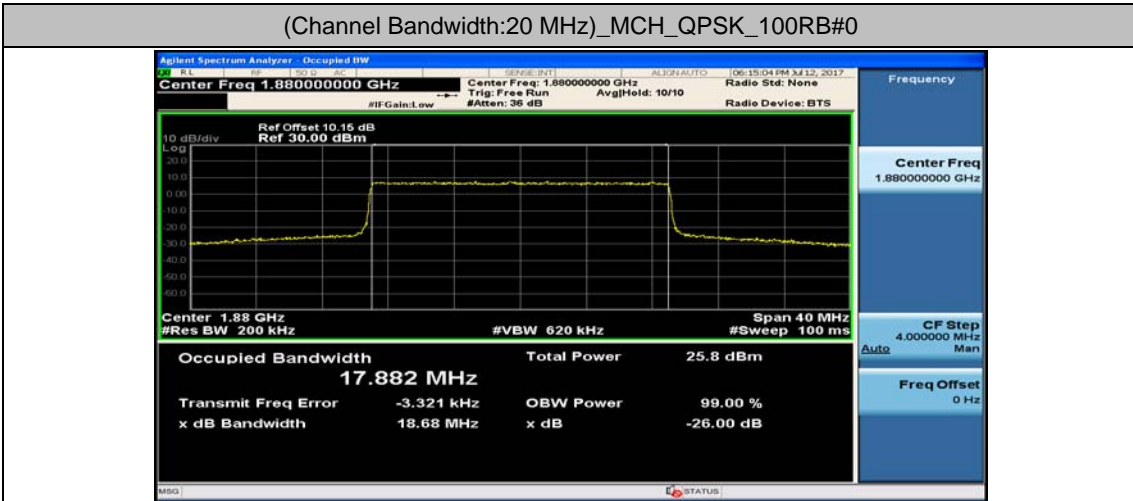 (Channel Bandwidth:20 MHz)_MCH_QPSK_100RB#0
Agilent Spectrum Analyzer - Occupied BW
RL RF 50 Ω AC SENSE:INT ALIGNAUTO 06:15:04 PM Jul 12, 2017
Center Freq 1.880000000 GHz
Center Freq: 1.880000000 GHz
Radio Std: None
Trig: Free Run Avg|Hold: 10/10
#IFGain:Low #Atten: 36 dB Radio Device: BTS
Ref Offset 10.15 dB
10 dB/div Ref 30.00 dBm
Log
20.0
10.0
0.00
-10.0
-20.0
-30.0
-40.0
-50.0
-60.0
Center 1.88 GHz Span 40 MHz
#Res BW 200 kHz #VBW 620 kHz #Sweep 100 ms
Occupied Bandwidth Total Power 25.8 dBm
17.882 MHz
Transmit Freq Error -3.321 kHz OBW Power 99.00 %
x dB Bandwidth 18.68 MHz x dB -26.00 dB
MSG STATUS
Frequency
Center Freq
1.880000000 GHz
CF Step
4.000000 MHz
Auto Man
Freq Offset
0 Hz